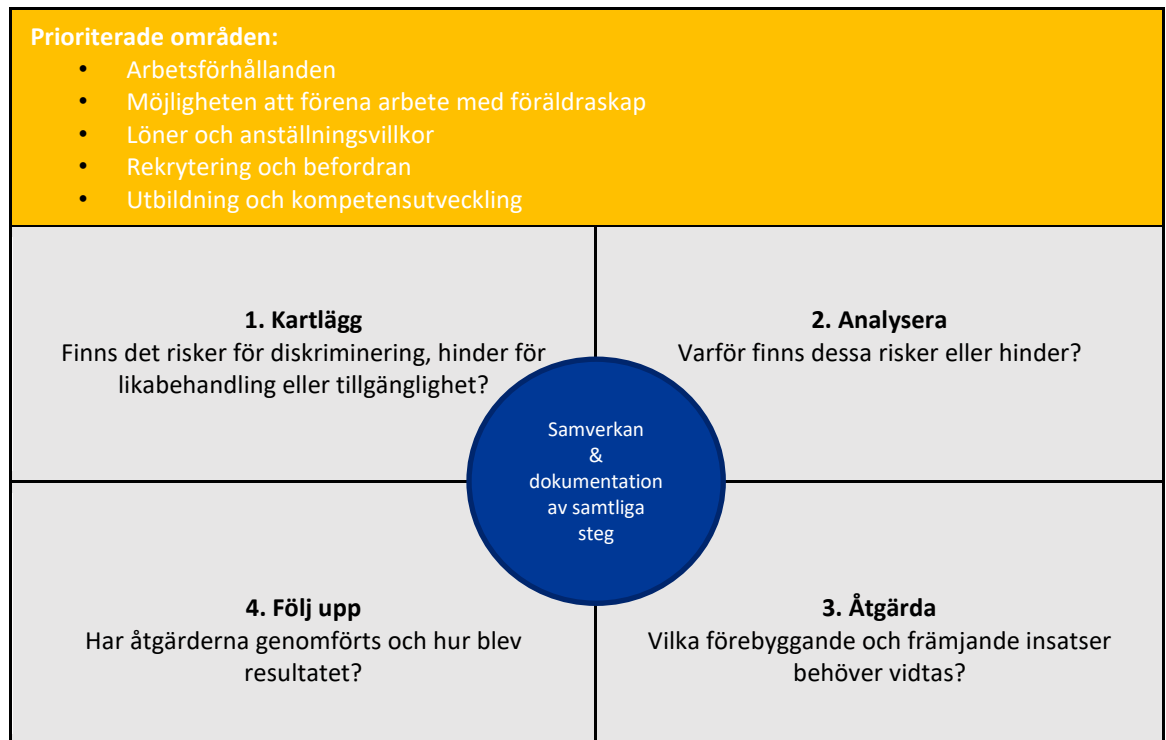 Prioriterade områden:
• Arbetsförhållanden
• Möjligheten att förena arbete med föräldraskap
• Löner och anställningsvillkor
• Rekrytering och befordran
• Utbildning och kompetensutveckling
1. Kartlägg
Finns det risker för diskriminering, hinder för
likabehandling eller tillgänglighet?
2. Analysera
Varför finns dessa risker eller hinder?
Samverkan
&
dokumentation
av samtliga
steg
4. Följ upp
Har åtgärderna genomförts och hur blev
resultatet?
3. Åtgärda
Vilka förebyggande och främjande insatser
behöver vidtas?